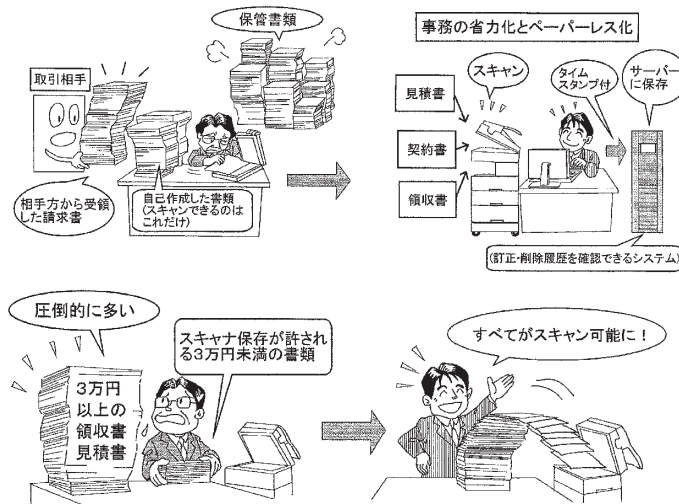 保管書類
取引相手
相手方から受領
した請求書
自己作成した書類
(スキャンできるのは
これだけ)
事務の省力化とペーパーレス化
スキャン
タイム
スタンプ付
サーバー
に保存
見積書
契約書
領収書
(訂正・削除履歴を確認できるシステム)
圧倒的に多い
3万円
以上の
領収書
見積書
スキャナ保存が許され
る3万円未満の書類
すべてがスキャン可能に!